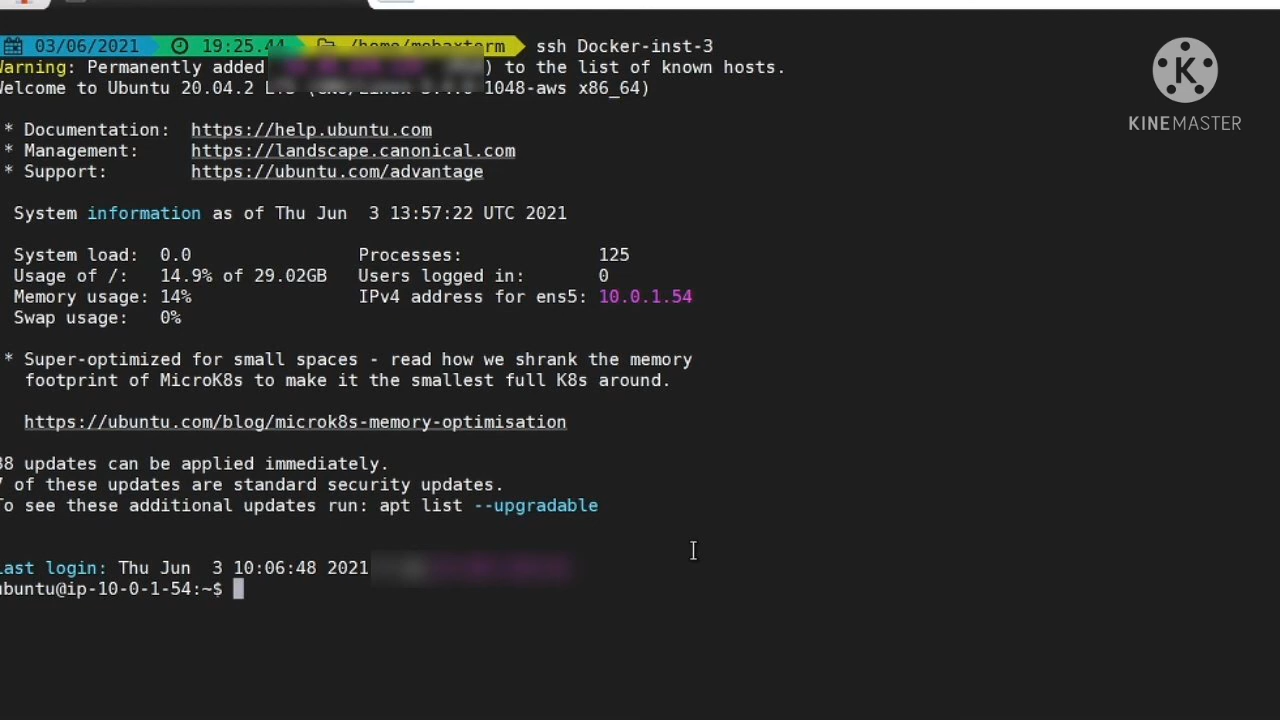 03/06/2021 19:25.44 /home/mobaxterm ssh Docker-inst-3
Warning: Permanently added ) to the list of known hosts.
Welcome to Ubuntu 20.04.2 1048-aws x86_64)
* Documentation: https://help.ubuntu.com
* Management: https://landscape.canonical.com
* Support: https://ubuntu.com/advantage
System information as of Thu Jun 3 13:57:22 UTC 2021
System load: 0.0 Processes: 125
Usage of /: 14.9% of 29.02GB Users logged in: 0
Memory usage: 14% IPv4 address for ens5: 10.0.1.54
Swap usage: 0%
* Super-optimized for small spaces - read how we shrank the memory
footprint of MicroK8s to make it the smallest full K8s around.
https://ubuntu.com/blog/microk8s-memory-optimisation
updates can be applied immediately.
of these updates are standard security updates.
To see these additional updates run: apt list --upgradable
Last login: Thu Jun 3 10:06:48 2021
ubuntu@ip-10-0-1-54:~$
K
KINEMASTER